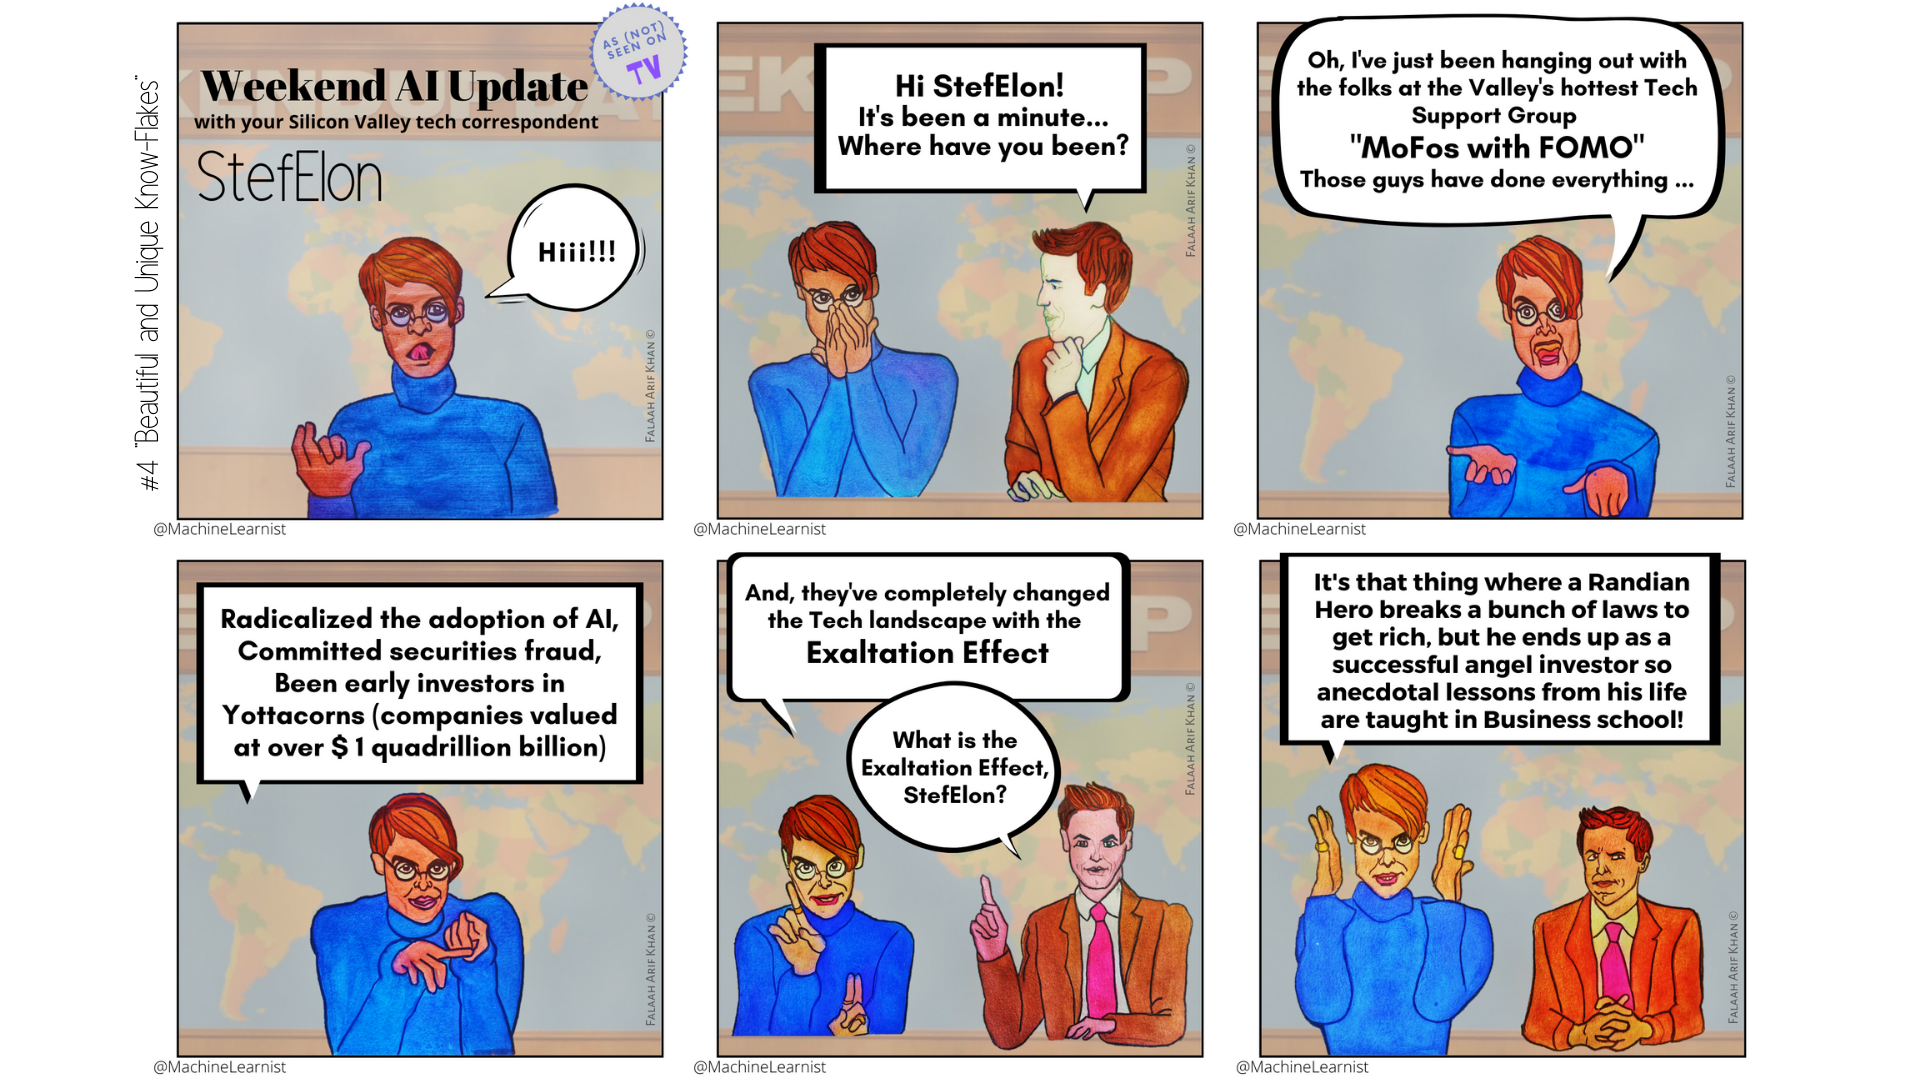 #4 "Beautiful and Unique Know-Flakes"
AS (NOT)
SEEN ON
TV
Weekend AI Update
with your Silicon Valley tech correspondent
StefElon
Hiii!!!
FALAAH ARIF KHAN ©
@MachineLearnist
Hi StefElon!
It's been a minute...
Where have you been?
FALAAH ARIF KHAN ©
@MachineLearnist
Oh, I've just been hanging out with
the folks at the Valley's hottest Tech
Support Group
"MoFos with FOMO"
Those guys have done everything ...
FALAAH ARIF KHAN ©
@MachineLearnist
Radicalized the adoption of AI,
Committed securities fraud,
Been early investors in
Yottacorns (companies valued
at over $ 1 quadrillion billion)
FALAAH ARIF KHAN ©
@MachineLearnist
And, they've completely changed
the Tech landscape with the
Exaltation Effect
What is the
Exaltation Effect,
StefElon?
FALAAH ARIF KHAN ©
@MachineLearnist
It's that thing where a Randian
Hero breaks a bunch of laws to
get rich, but he ends up as a
successful angel investor so
anecdotal lessons from his life
are taught in Business school!
FALAAH ARIF KHAN ©
@MachineLearnist